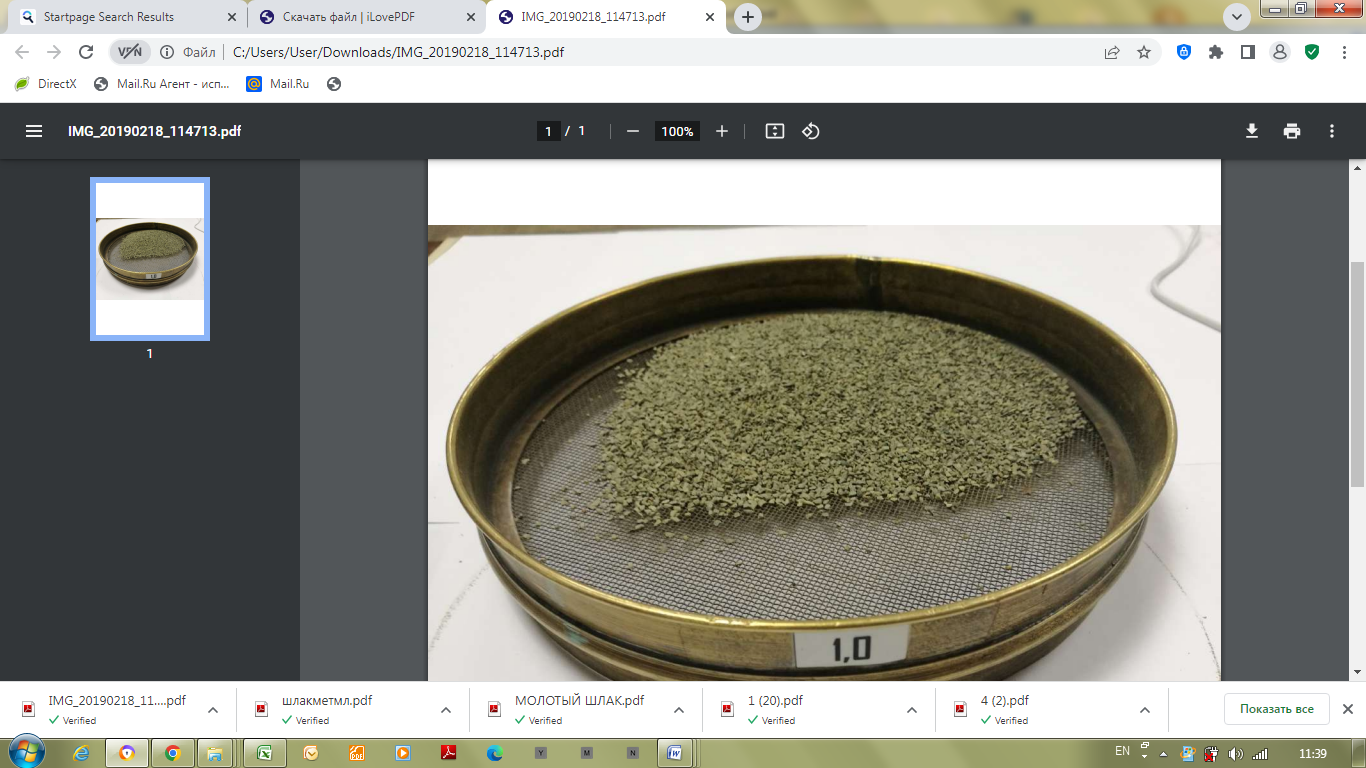 Startpage Search Results
Скачать файл | iLovePDF
IMG_20190218_114713.pdf
VPN
Файл
C:/Users/User/Downloads/IMG_20190218_114713.pdf
DirectX
Mail.Ru Агент - исп...
Mail.Ru
IMG_20190218_114713.pdf
1 / 1
100%
1
1,0
IMG_20190218_11....pdf
Verified
шлакметмл.pdf
Verified
МОЛОТЫЙ ШЛАК.pdf
Verified
1 (20).pdf
Verified
4 (2).pdf
Verified
Показать все
Y
M
N
EN
11:39